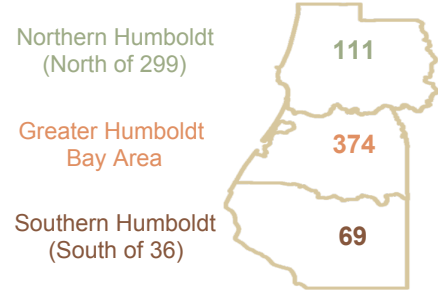 Northern Humboldt
(North of 299)
111
Greater Humboldt
Bay Area
374
Southern Humboldt
(South of 36)
69